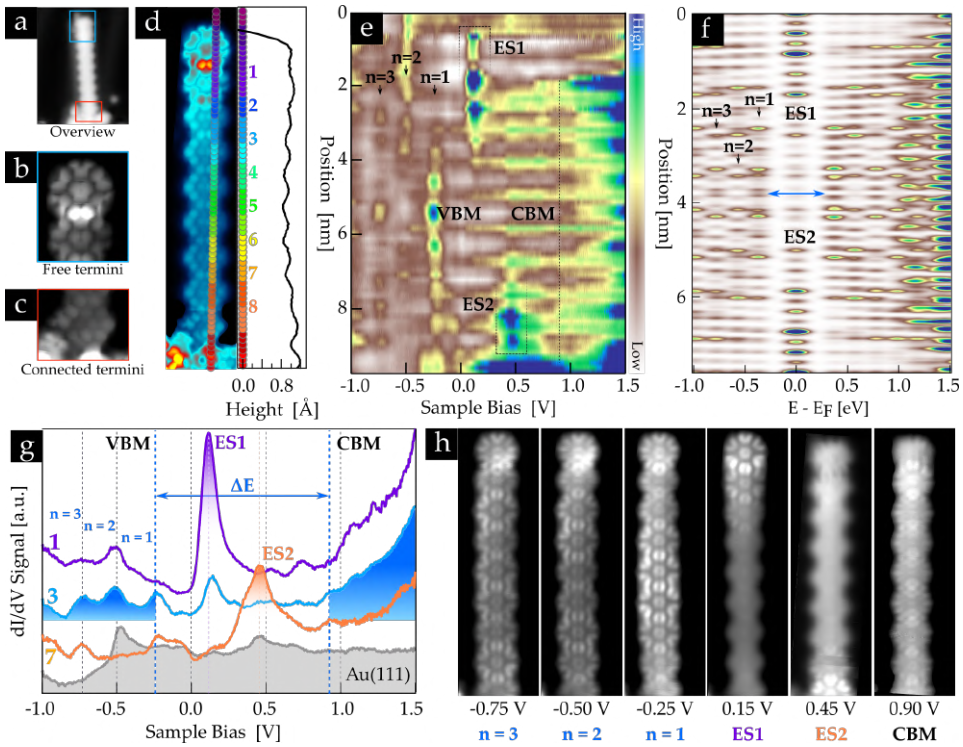 a
Overview
b
Free termini
c
Connected termini
d
1
2
3
4
5
6
7
8
0.0 0.8
Height [Å]
e
0
2
4
6
8
Position [nm]
n=3
n=2
n=1
ES1
VBM
CBM
ES2
-1.0 -0.5 0.0 0.5 1.0 1.5
Sample Bias [V]
High
Low
f
0
2
4
6
Position [nm]
n=3
n=1
n=2
ES1
ES2
-1.0 -0.5 0.0 0.5 1.0 1.5
E - EF [eV]
g
VBM
ES1
CBM
ΔE
n = 3
n = 2
n = 1
ES2
1
3
7
Au(111)
dI/dV Signal [a.u.]
-1.0 -0.5 0.0 0.5 1.0 1.5
Sample Bias [V]
h
-0.75 V -0.50 V -0.25 V 0.15 V 0.45 V 0.90 V
n = 3 n = 2 n = 1 ES1 ES2 CBM